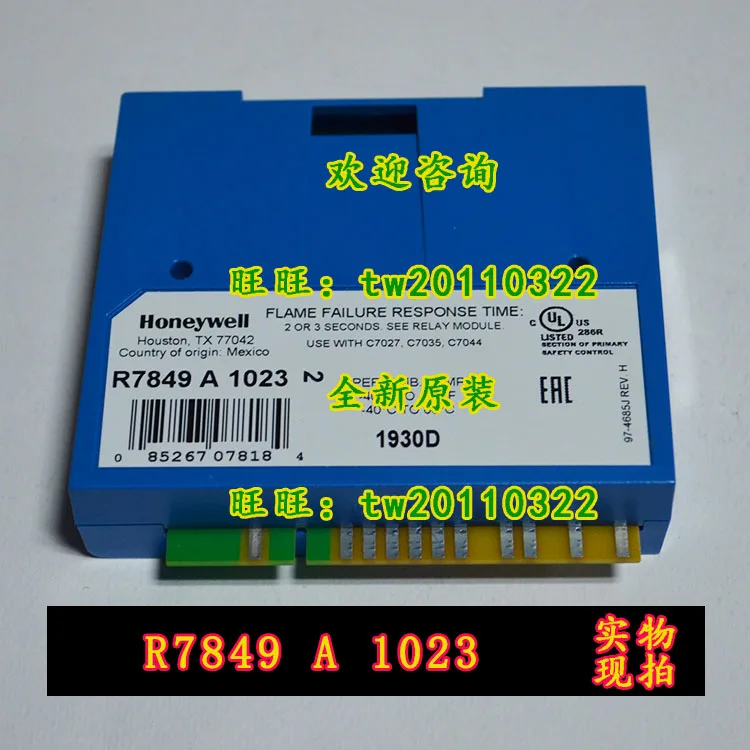 欢迎咨询
旺旺：tw20110322
Honeywell
Houston, TX 77042
Country of origin: Mexico
FLAME FAILURE RESPONSE TIME:
2 OR 3 SECONDS. SEE RELAY MODULE.
USE WITH C7027, C7035, C7044
C UL US
LISTED 286R
SECTION OF PRIMARY
SAFETY CONTROL
R7849 A 1023 2
全新原装
EAC
97-4685J REV. H
1930D
0 85267 07818 4
旺旺：tw20110322
R7849 A 1023
实物
现拍